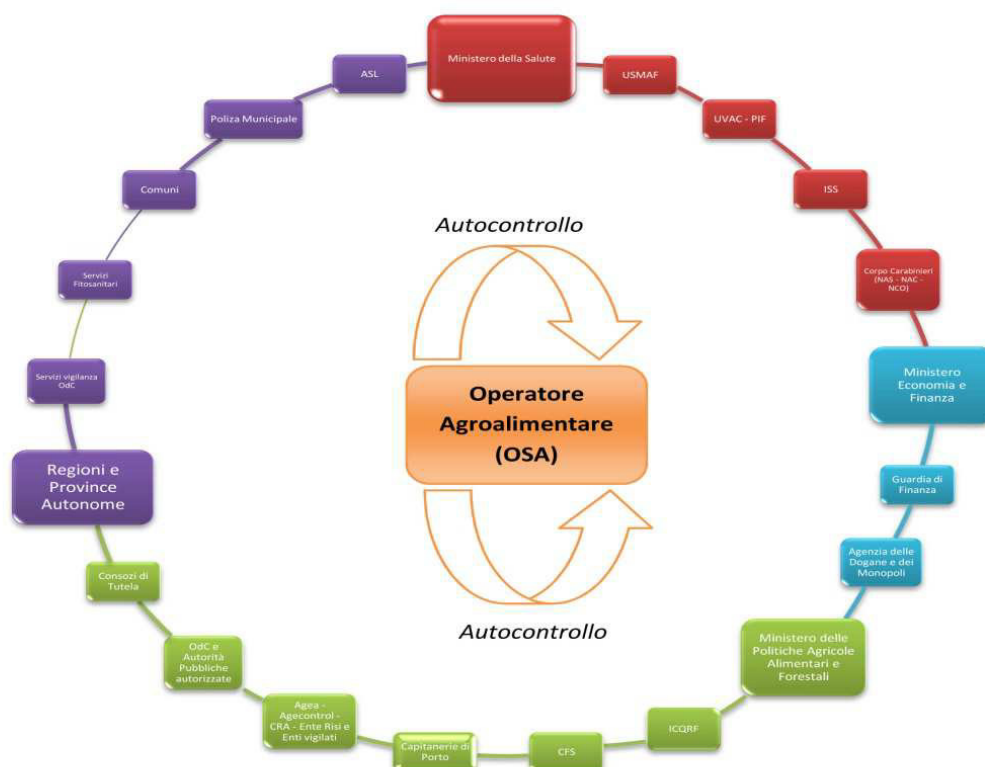 Ministero della Salute
USMAF
UVAC - PIF
ISS
Corpo Carabinieri
(NAS - NAC -
NCO)
Ministero
Economia e
Finanza
Guardia di
Finanza
Agenzia delle
Dogane e dei
Monopoli
Ministero delle
Politiche Agricole
Alimentari e
Forestali
ICQRF
CFS
Capitanerie di
Porto
Agea -
Agecontrol -
CRA - Ente Risi e
Enti vigilati
OdC e
Autorità
Pubbliche
autorizzate
Consozi di
Tutela
Regioni e
Province
Autonome
Servizi vigilanza
OdC
Servizi
Fitosanitari
Comuni
Poliza Municipale
ASL
Autocontrollo
Operatore
Agroalimentare
(OSA)
Autocontrollo